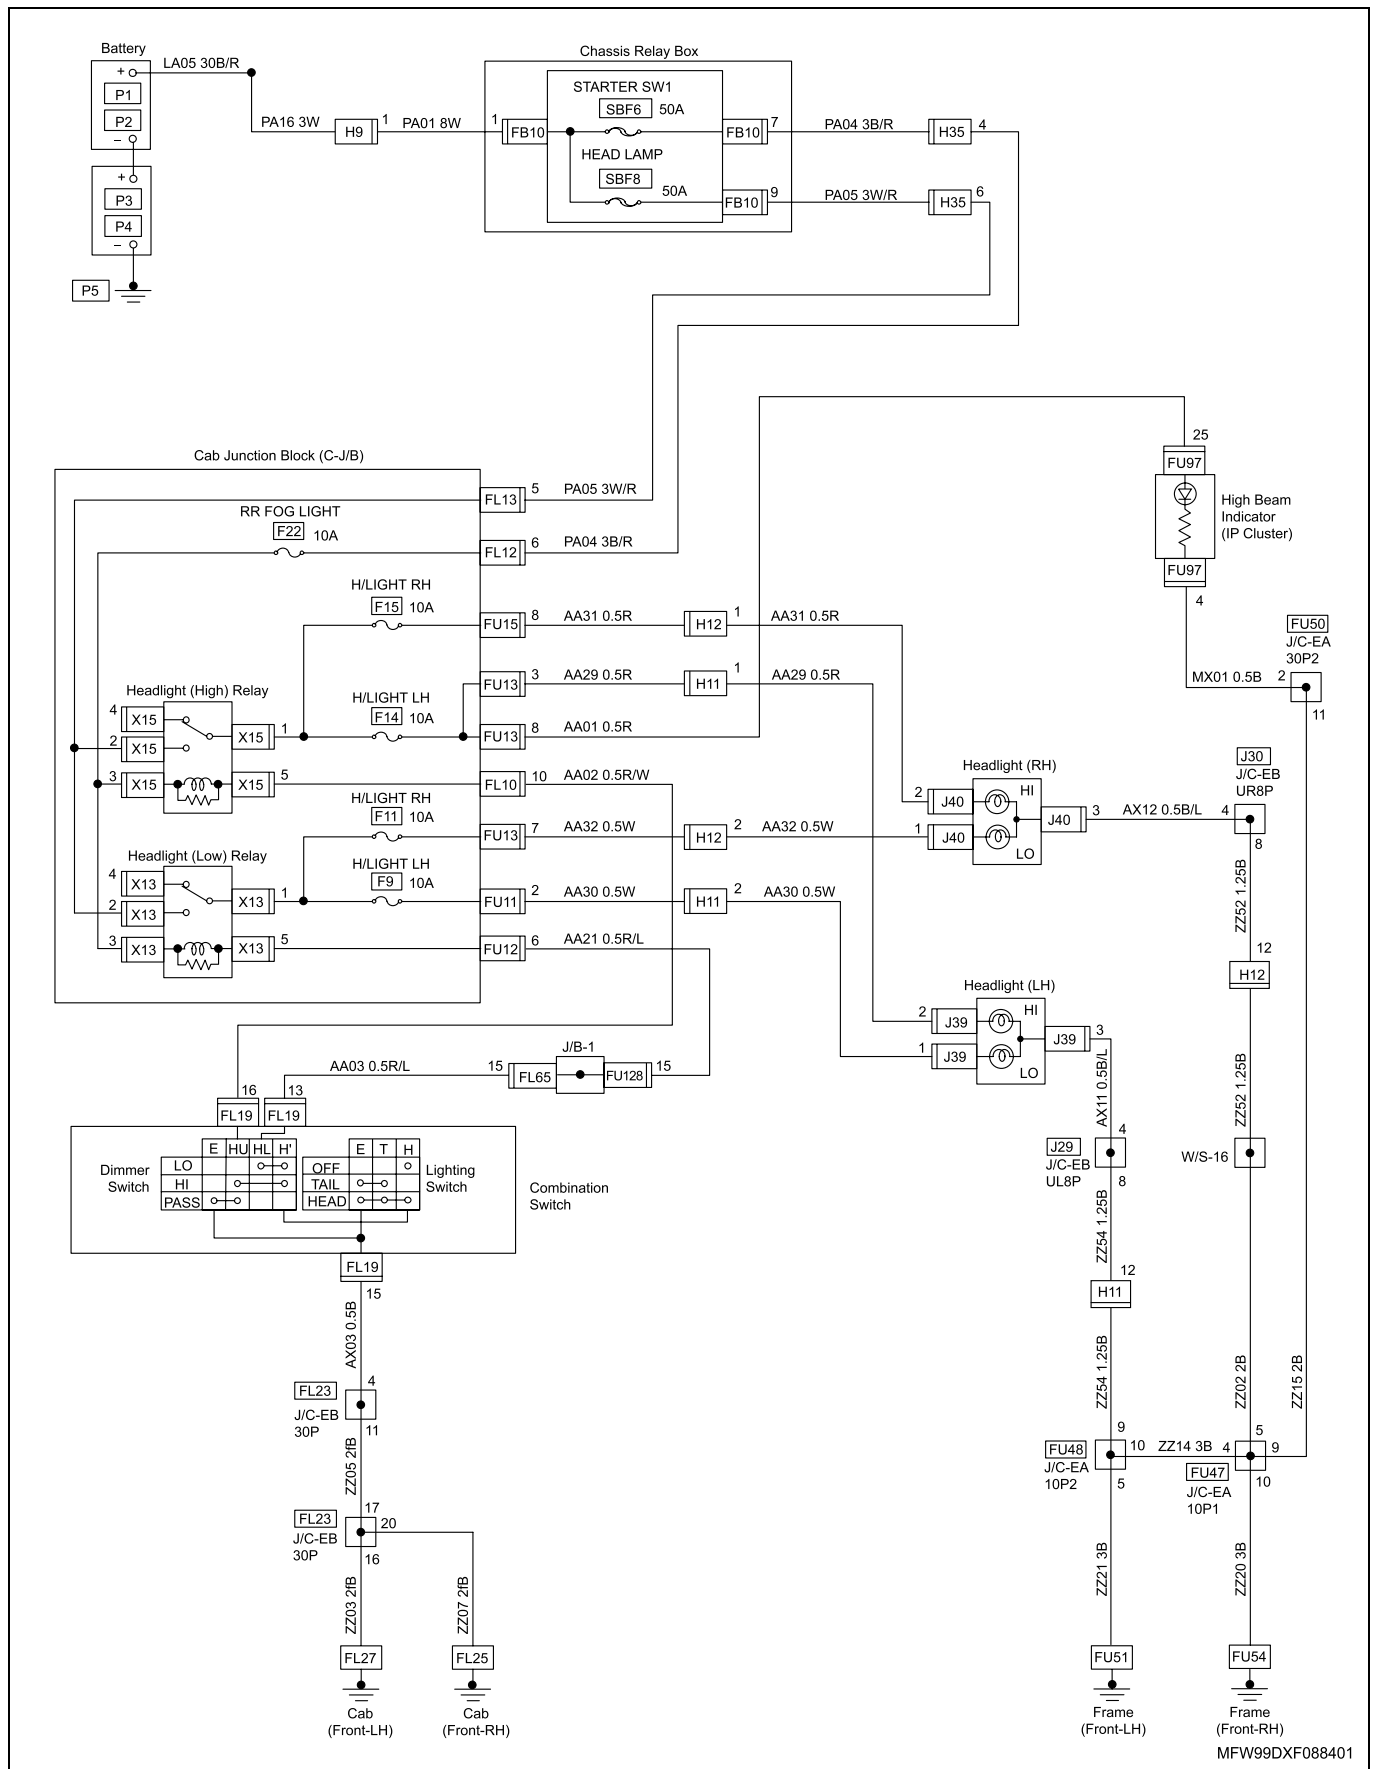 Battery
+
P1
P2
–
+
P3
P4
–
P5
LA05 30B/R
PA16 3W
H9
1
PA01 8W
Chassis Relay Box
1
FB10
STARTER SW1
SBF6
50A
HEAD LAMP
SBF8
50A
FB10
7
PA04 3B/R
H35
4
FB10
9
PA05 3W/R
H35
6
Cab Junction Block (C-J/B)
FL13
5
PA05 3W/R
RR FOG LIGHT
F22
10A
FL12
6
PA04 3B/R
H/LIGHT RH
F15
10A
FU15
8
AA31 0.5R
H12
1
AA31 0.5R
FU13
3
AA29 0.5R
H11
1
AA29 0.5R
Headlight (High) Relay
H/LIGHT LH
F14
10A
4
X15
2
X15
X15
1
FU13
8
AA01 0.5R
3
X15
X15
5
FL10
10
AA02 0.5R/W
H/LIGHT RH
F11
10A
FU13
7
AA32 0.5W
H12
2
AA32 0.5W
Headlight (Low) Relay
H/LIGHT LH
F9
10A
4
X13
2
X13
X13
1
FU11
2
AA30 0.5W
H11
2
AA30 0.5W
3
X13
X13
5
FU12
6
AA21 0.5R/L
25
FU97
High Beam
Indicator
(IP Cluster)
FU97
4
MX01 0.5B
FU50
J/C-EA
30P2
2
11
Headlight (RH)
2
J40
HI
1
J40
LO
J40
3
AX12 0.5B/L
J30
J/C-EB
UR8P
4
8
ZZ52 1.25B
12
H12
ZZ52 1.25B
W/S-16
Headlight (LH)
2
J39
HI
1
J39
LO
J39
3
AX11 0.5B/L
4
J29
J/C-EB
UL8P
8
ZZ54 1.25B
12
H11
ZZ54 1.25B
ZZ02 2B
ZZ15 2B
9
FU48
J/C-EA
10P2
10
5
ZZ14 3B
4
5
9
10
FU47
J/C-EA
10P1
ZZ21 3B
ZZ20 3B
FU51
FU54
Frame
(Front-LH)
Frame
(Front-RH)
AA03 0.5R/L
15
FL65
J/B-1
FU128
15
16
FL19
13
FL19
Dimmer
Switch
E
HU
HL
H'
LO
HI
PASS
E
T
H
OFF
TAIL
HEAD
Lighting
Switch
Combination
Switch
FL19
15
AX03 0.5B
4
FL23
J/C-EB
30P
11
ZZ05 2fB
17
FL23
J/C-EB
30P
20
16
ZZ03 2fB
ZZ07 2fB
FL27
FL25
Cab
(Front-LH)
Cab
(Front-RH)
MFW99DXF088401